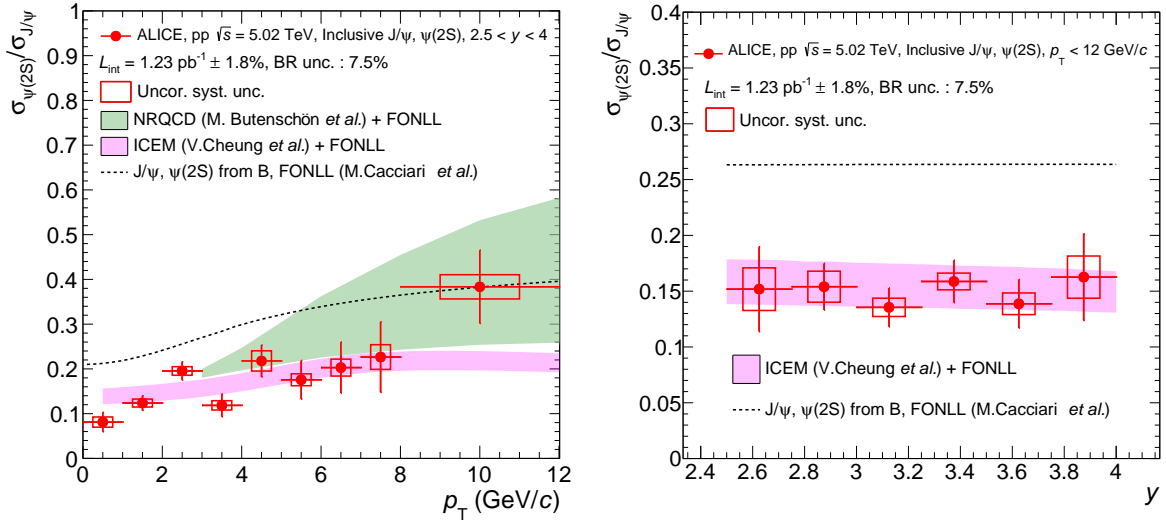 σψ(2S)/σJ/ψ
1
0.9
0.8
0.7
0.6
0.5
0.4
0.3
0.2
0.1
0
ALICE, pp √s = 5.02 TeV, Inclusive J/ψ, ψ(2S), 2.5 < y < 4
Lint = 1.23 pb⁻¹ ± 1.8%, BR unc. : 7.5%
Uncor. syst. unc.
NRQCD (M. Butenschön et al.) + FONLL
ICEM (V.Cheung et al.) + FONLL
J/ψ, ψ(2S) from B, FONLL (M.Cacciari et al.)
0 2 4 6 8 10 12
pT (GeV/c)
σψ(2S)/σJ/ψ
0.4
0.35
0.3
0.25
0.2
0.15
0.1
0.05
0
ALICE, pp √s = 5.02 TeV, Inclusive J/ψ, ψ(2S), pT < 12 GeV/c
Lint = 1.23 pb⁻¹ ± 1.8%, BR unc. : 7.5%
Uncor. syst. unc.
ICEM (V.Cheung et al.) + FONLL
J/ψ, ψ(2S) from B, FONLL (M.Cacciari et al.)
2.4 2.6 2.8 3 3.2 3.4 3.6 3.8 4
y